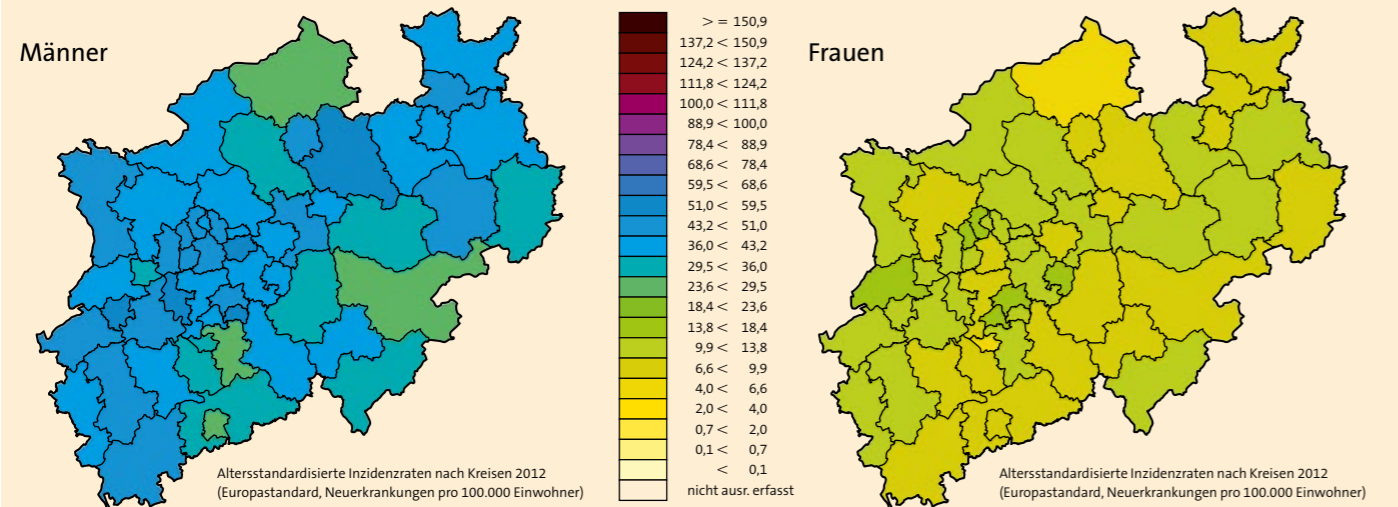 Männer
> = 150,9
137,2 < 150,9
124,2 < 137,2
111,8 < 124,2
100,0 < 111,8
88,9 < 100,0
78,4 < 88,9
68,6 < 78,4
59,5 < 68,6
51,0 < 59,5
43,2 < 51,0
36,0 < 43,2
29,5 < 36,0
23,6 < 29,5
18,4 < 23,6
13,8 < 18,4
9,9 < 13,8
6,6 < 9,9
4,0 < 6,6
2,0 < 4,0
0,7 < 2,0
0,1 < 0,7
< 0,1
nicht ausr. erfasst
Altersstandardisierte Inzidenzraten nach Kreisen 2012
(Europastandard, Neuerkrankungen pro 100.000 Einwohner)
Frauen
Altersstandardisierte Inzidenzraten nach Kreisen 2012
(Europastandard, Neuerkrankungen pro 100.000 Einwohner)